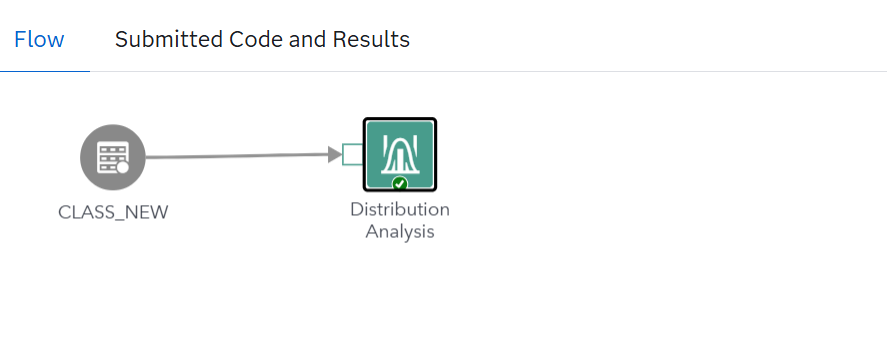 Flow
Submitted Code and Results
CLASS_NEW
Distribution
Analysis